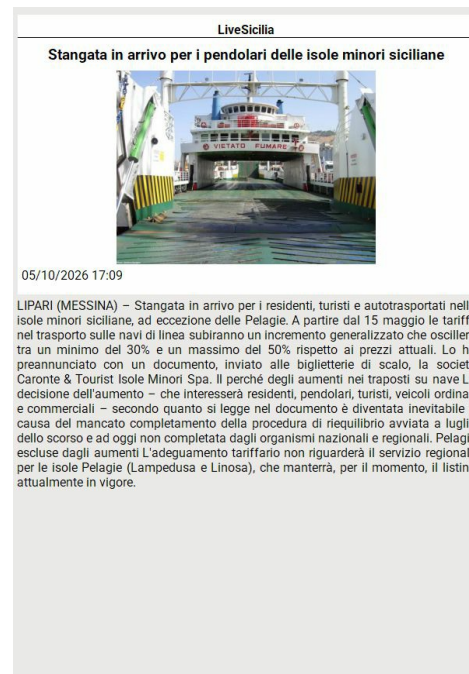 LiveSicilia
Stangata in arrivo per i pendolari delle isole minori siciliane
VIETATO FUMARE
05/10/2026 17:09
LIPARI (MESSINA) – Stangata in arrivo per i residenti, turisti e autotrasportati nell
isole minori siciliane, ad eccezione delle Pelagie. A partire dal 15 maggio le tariff
nel trasporto sulle navi di linea subiranno un incremento generalizzato che osciller
tra un minimo del 30% e un massimo del 50% rispetto ai prezzi attuali. Lo h
preannunciato con un documento, inviato alle biglietterie di scalo, la societ
Caronte & Tourist Isole Minori Spa. Il perché degli aumenti nei traposti su nave L
decisione dell'aumento – che interesserà residenti, pendolari, turisti, veicoli ordina
e commerciali – secondo quanto si legge nel documento è diventata inevitabile
causa del mancato completamento della procedura di riequilibrio avviata a lugli
dello scorso e ad oggi non completata dagli organismi nazionali e regionali. Pelagi
escluse dagli aumenti L'adeguamento tariffario non riguarderà il servizio regional
per le isole Pelagie (Lampedusa e Linosa), che manterrà, per il momento, il listin
attualmente in vigore.